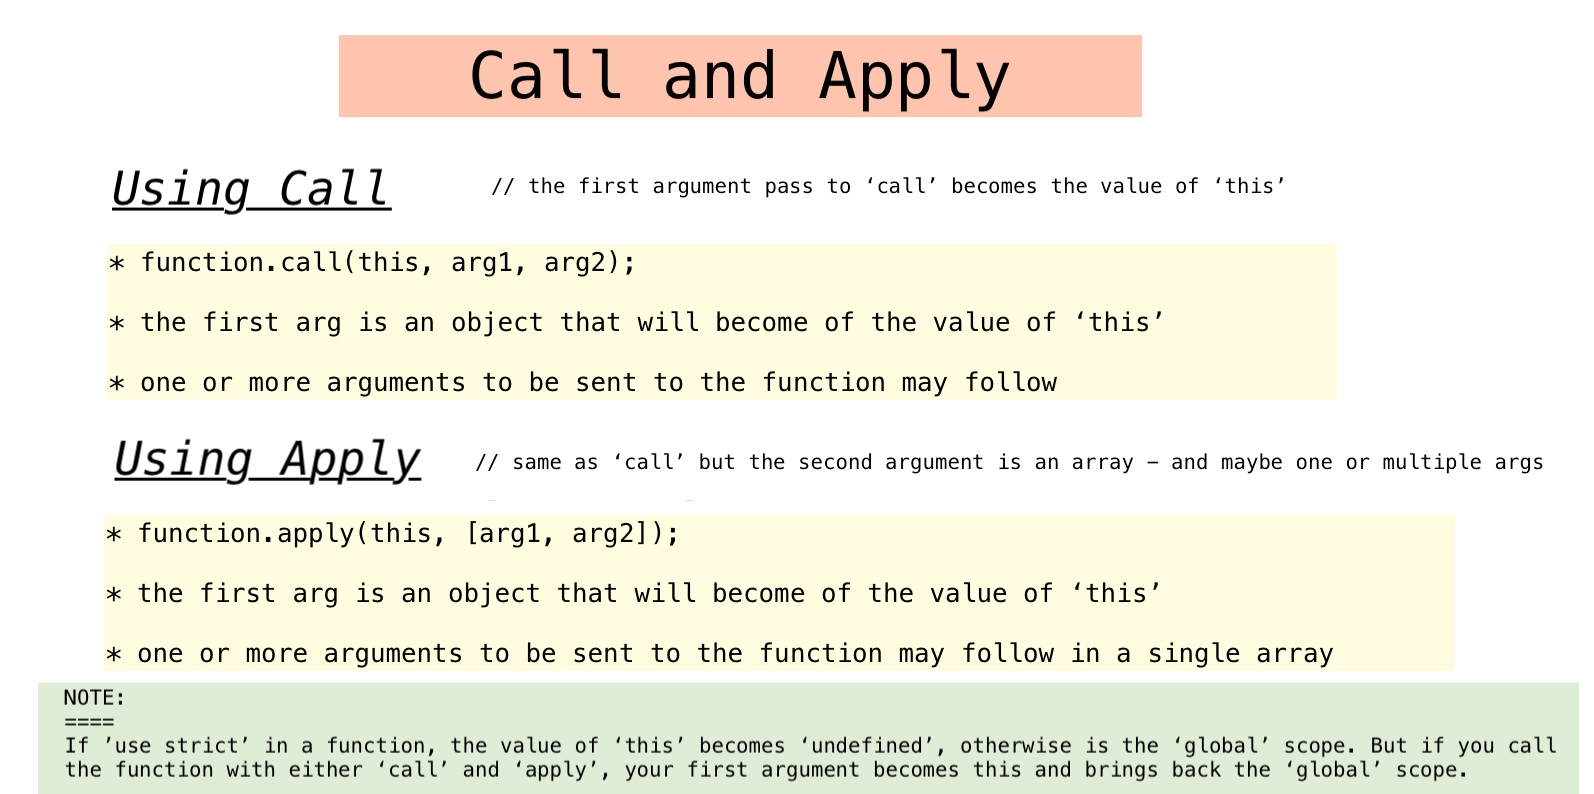 Call and Apply
Using Call
// the first argument pass to ‘call’ becomes the value of ‘this’
* function.call(this, arg1, arg2);
* the first arg is an object that will become of the value of ‘this’
* one or more arguments to be sent to the function may follow
Using Apply
// same as ‘call’ but the second argument is an array – and maybe one or multiple args
* function.apply(this, [arg1, arg2]);
* the first arg is an object that will become of the value of ‘this’
* one or more arguments to be sent to the function may follow in a single array
NOTE:
====
If ’use strict’ in a function, the value of ‘this’ becomes ‘undefined’, otherwise is the ‘global’ scope. But if you call
the function with either ‘call’ and ‘apply’, your first argument becomes this and brings back the ‘global’ scope.